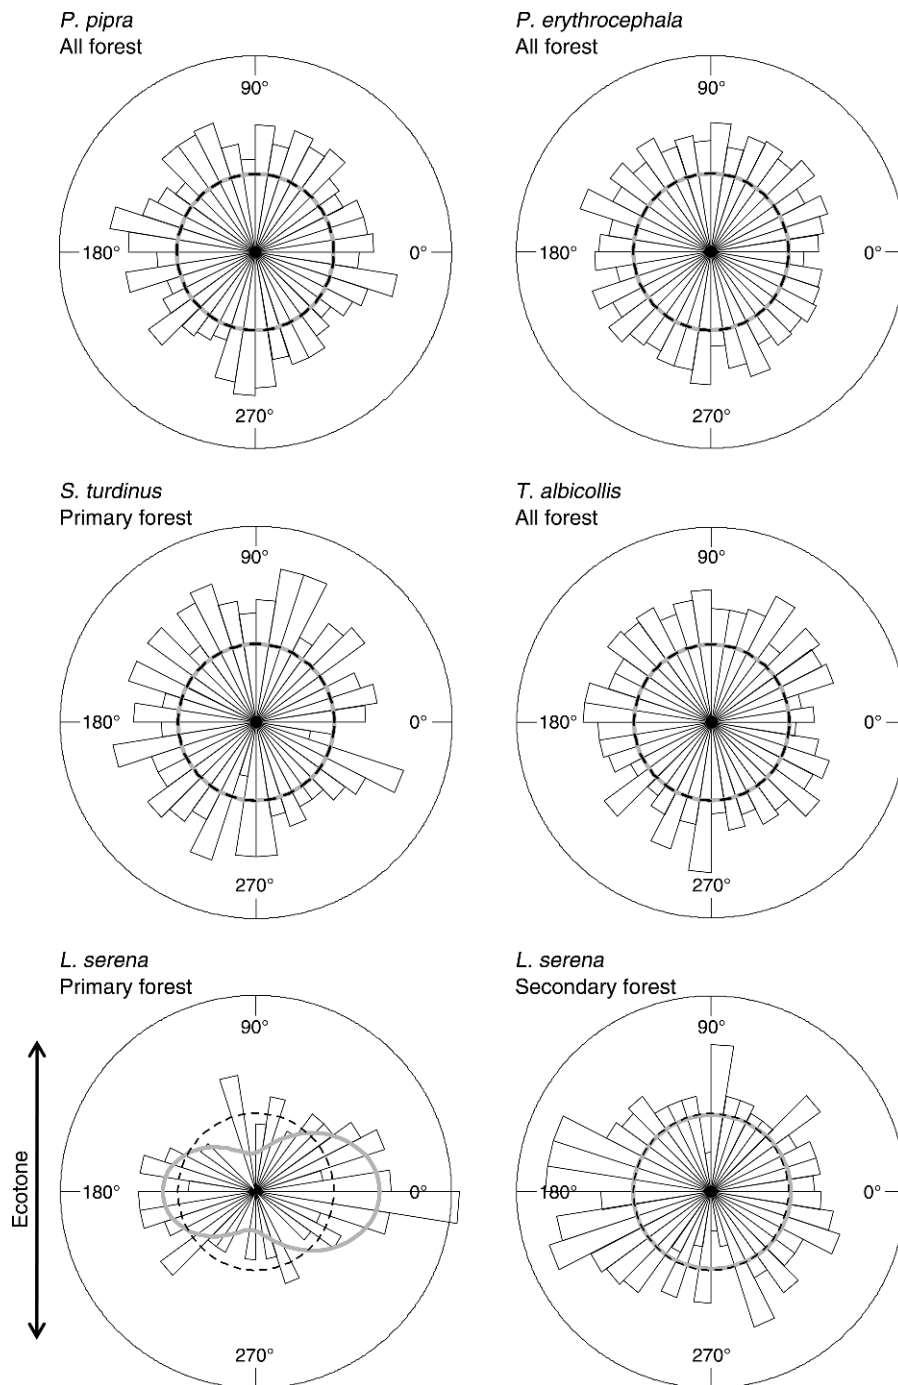 P. pipra
All forest
90°
180°
0°
270°
P. erythrocephala
All forest
90°
180°
0°
270°
S. turdinus
Primary forest
90°
180°
0°
270°
T. albicollis
All forest
90°
180°
0°
270°
L. serena
Primary forest
90°
180°
0°
270°
Ecotone
L. serena
Secondary forest
90°
180°
0°
270°